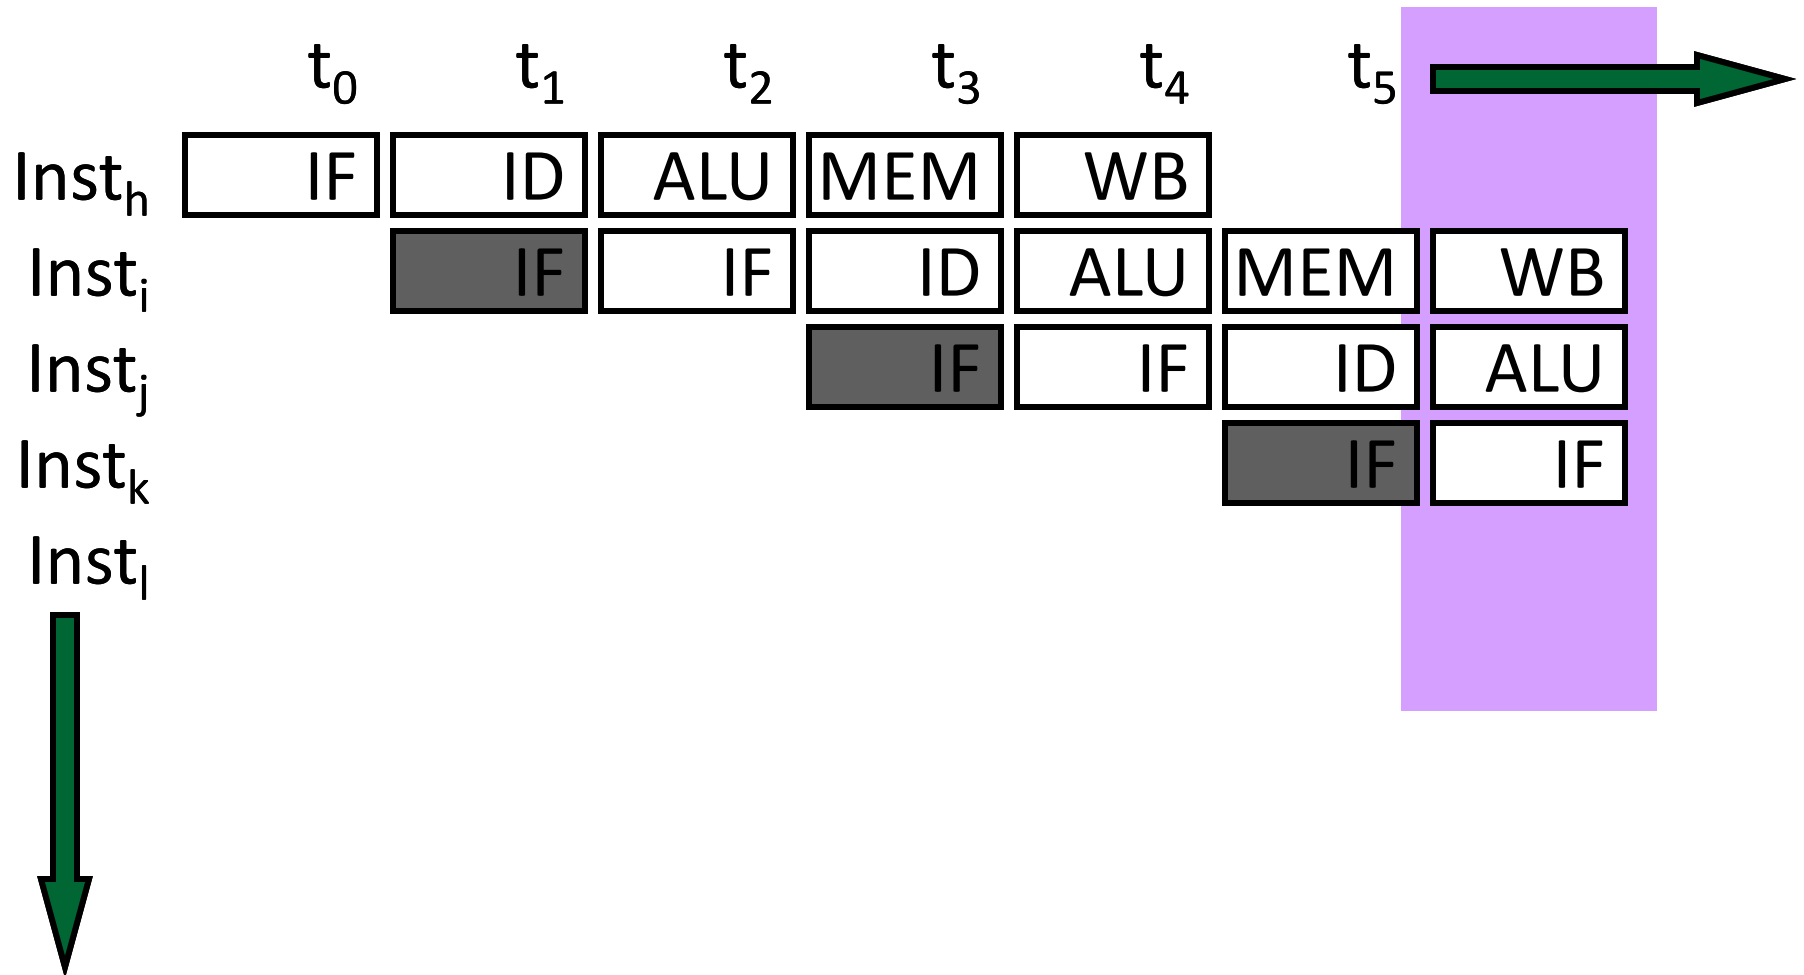 t₀ t₁ t₂ t₃ t₄ t₅
Instₕ IF ID ALU MEM WB
Instᵢ IF IF ID ALU MEM WB
Instⱼ IF IF ID ALU
Instₖ IF IF
Instₗ